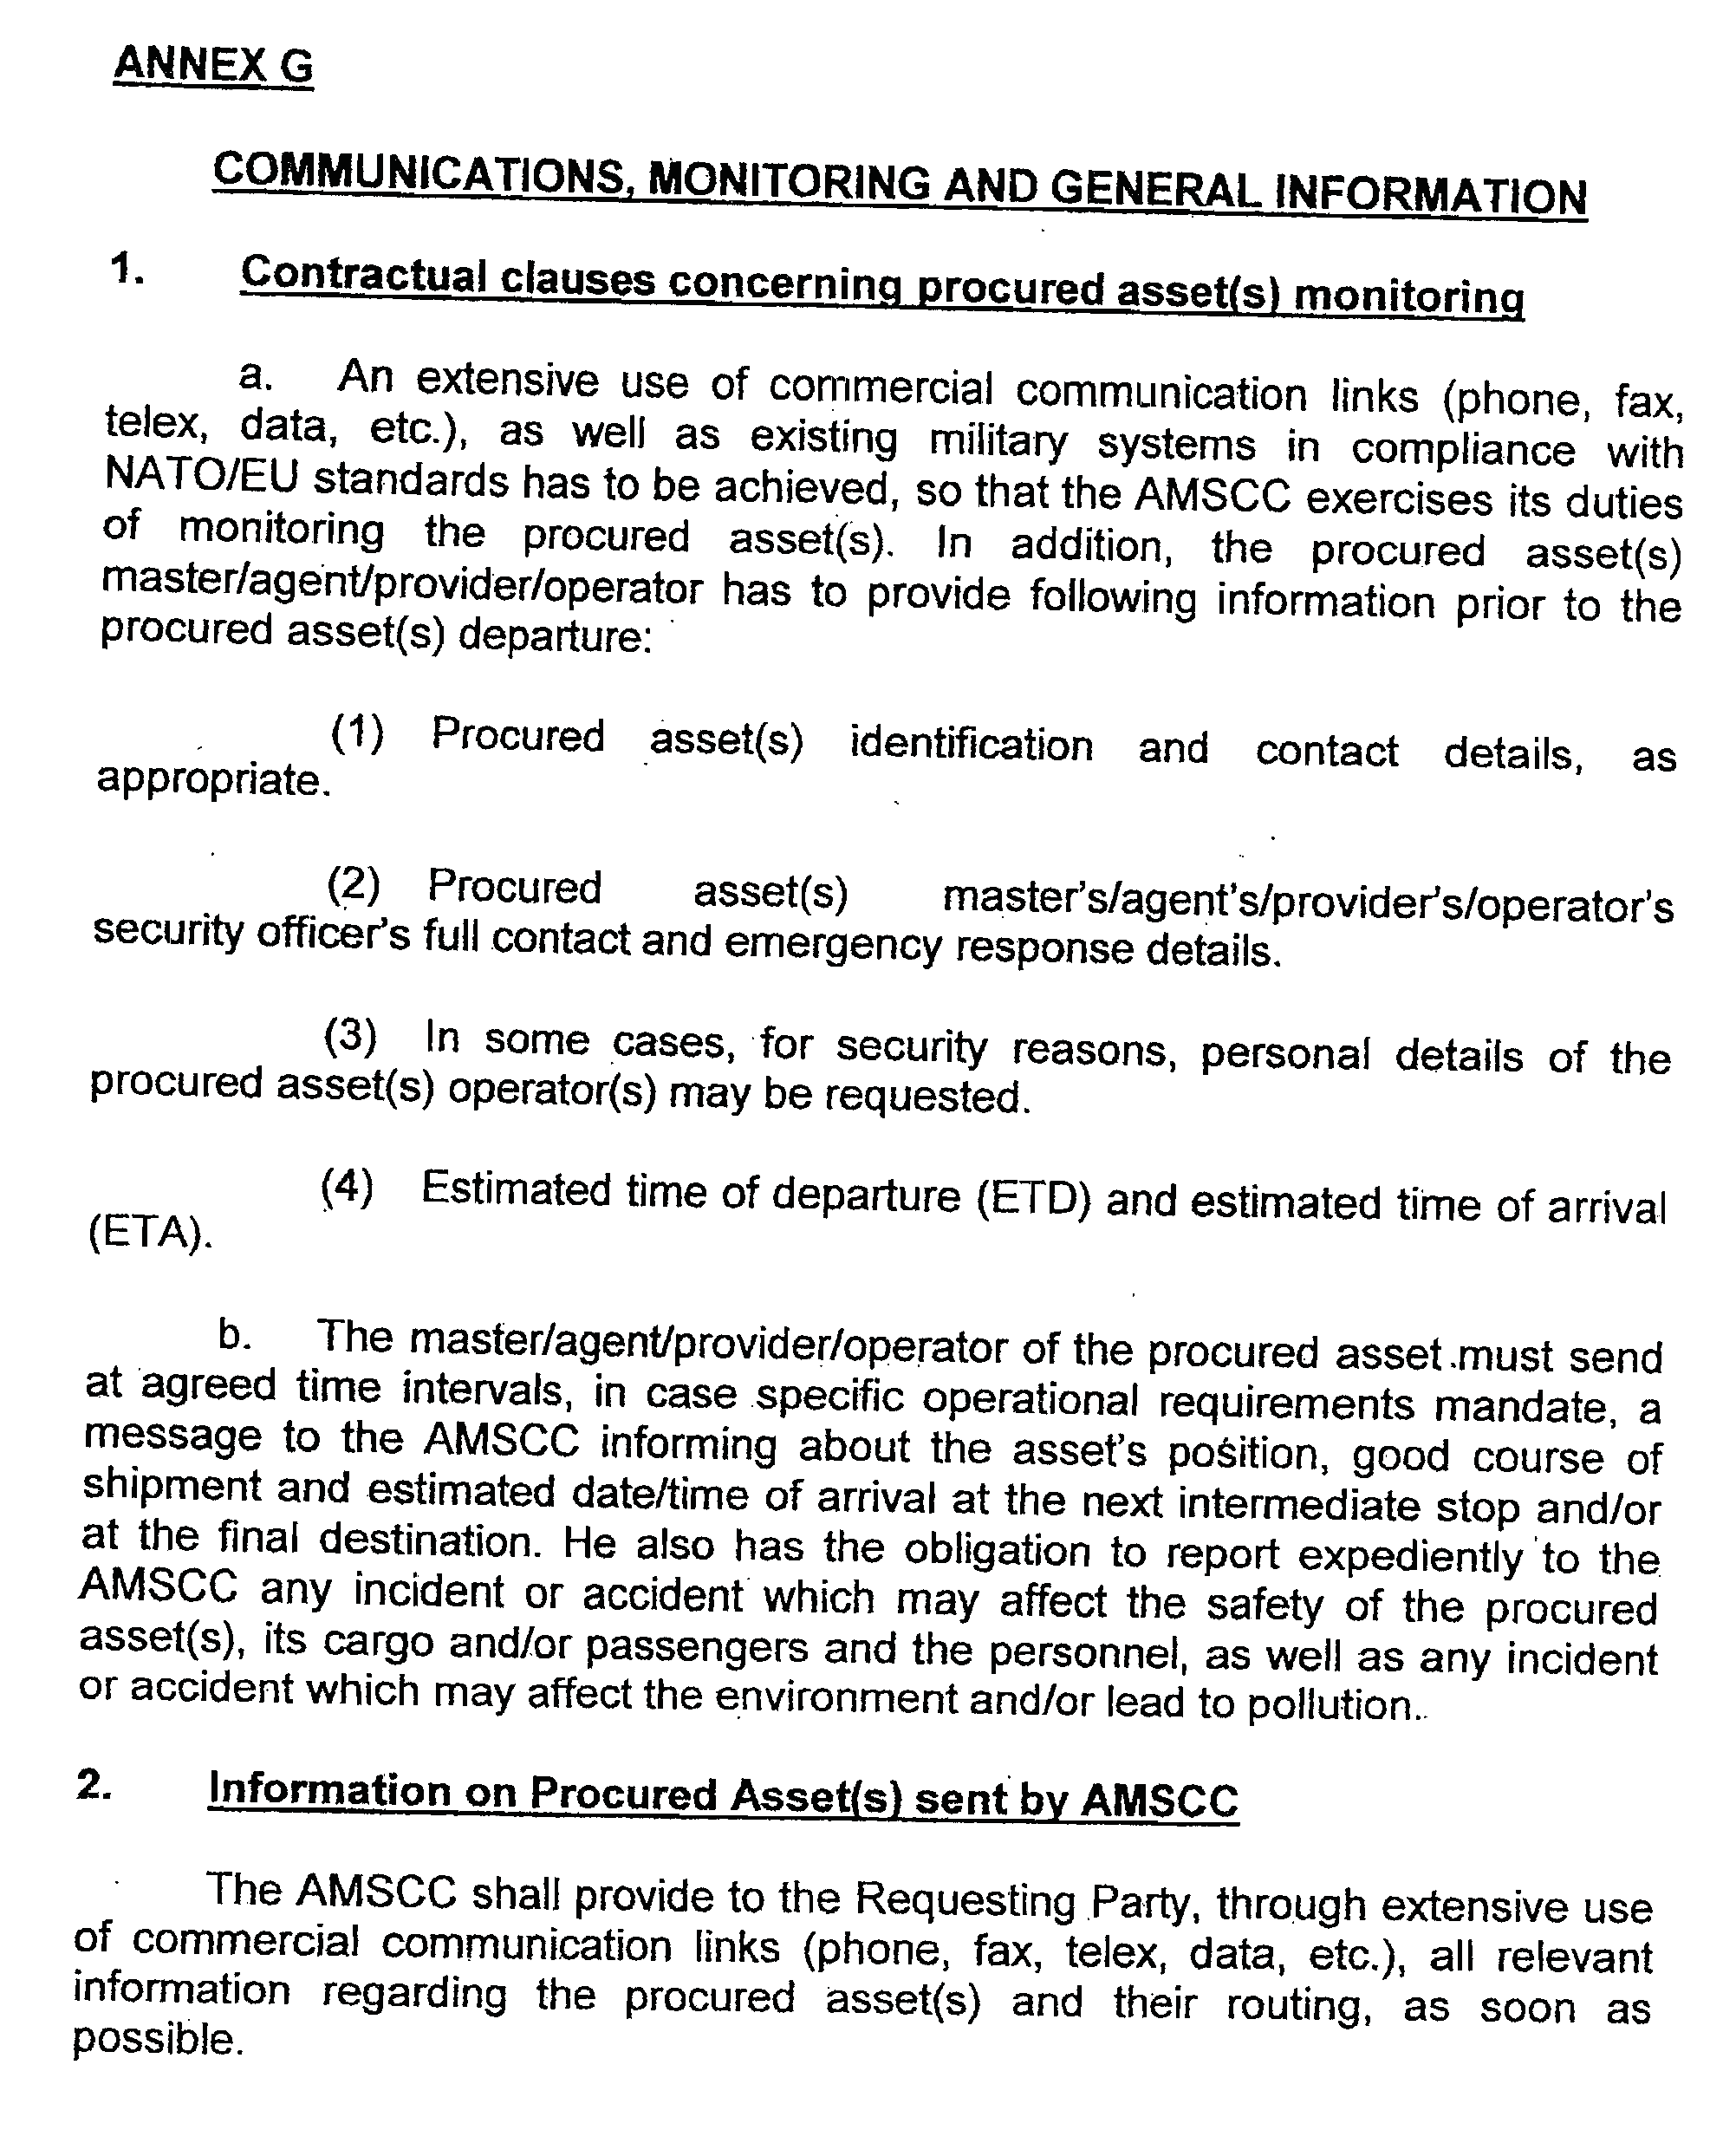 ANNEX G
COMMUNICATIONS, MONITORING AND GENERAL INFORMATION
1. Contractual clauses concerning procured asset(s) monitoring
a. An extensive use of commercial communication links (phone, fax,
telex, data, etc.), as well as existing military systems in compliance with
NATO/EU standards has to be achieved, so that the AMSCC exercises its duties
of monitoring the procured asset(s). In addition, the procured asset(s)
master/agent/provider/operator has to provide following information prior to the
procured asset(s) departure:
(1) Procured asset(s) identification and contact details, as
appropriate.
(2) Procured asset(s) master's/agent's/provider's/operator's
security officer's full contact and emergency response details.
(3) In some cases, for security reasons, personal details of the
procured asset(s) operator(s) may be requested.
(4) Estimated time of departure (ETD) and estimated time of arrival
(ETA).
b. The master/agent/provider/operator of the procured asset must send
at agreed time intervals, in case specific operational requirements mandate, a
message to the AMSCC informing about the asset's position, good course of
shipment and estimated date/time of arrival at the next intermediate stop and/or
at the final destination. He also has the obligation to report expediently to the
AMSCC any incident or accident which may affect the safety of the procured
asset(s), its cargo and/or passengers and the personnel, as well as any incident
or accident which may affect the environment and/or lead to pollution.
2. Information on Procured Asset(s) sent by AMSCC
The AMSCC shall provide to the Requesting Party, through extensive use
of commercial communication links (phone, fax, telex, data, etc.), all relevant
information regarding the procured asset(s) and their routing, as soon as
possible.